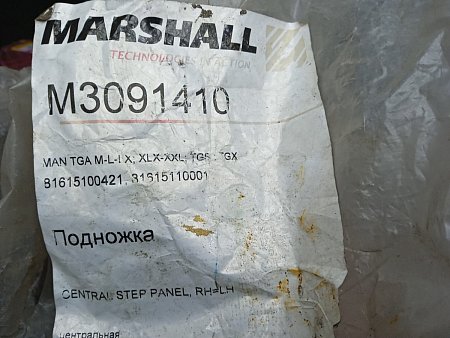 MARSHALL
TECHNOLOGIES IN ACTION
M3091410
MAN TGA M-L-LX; XLX-XXL; TGS; TGX
81615100421, 81615110001
Подножка
CENTRAL STEP PANEL, RH=LH
центральная